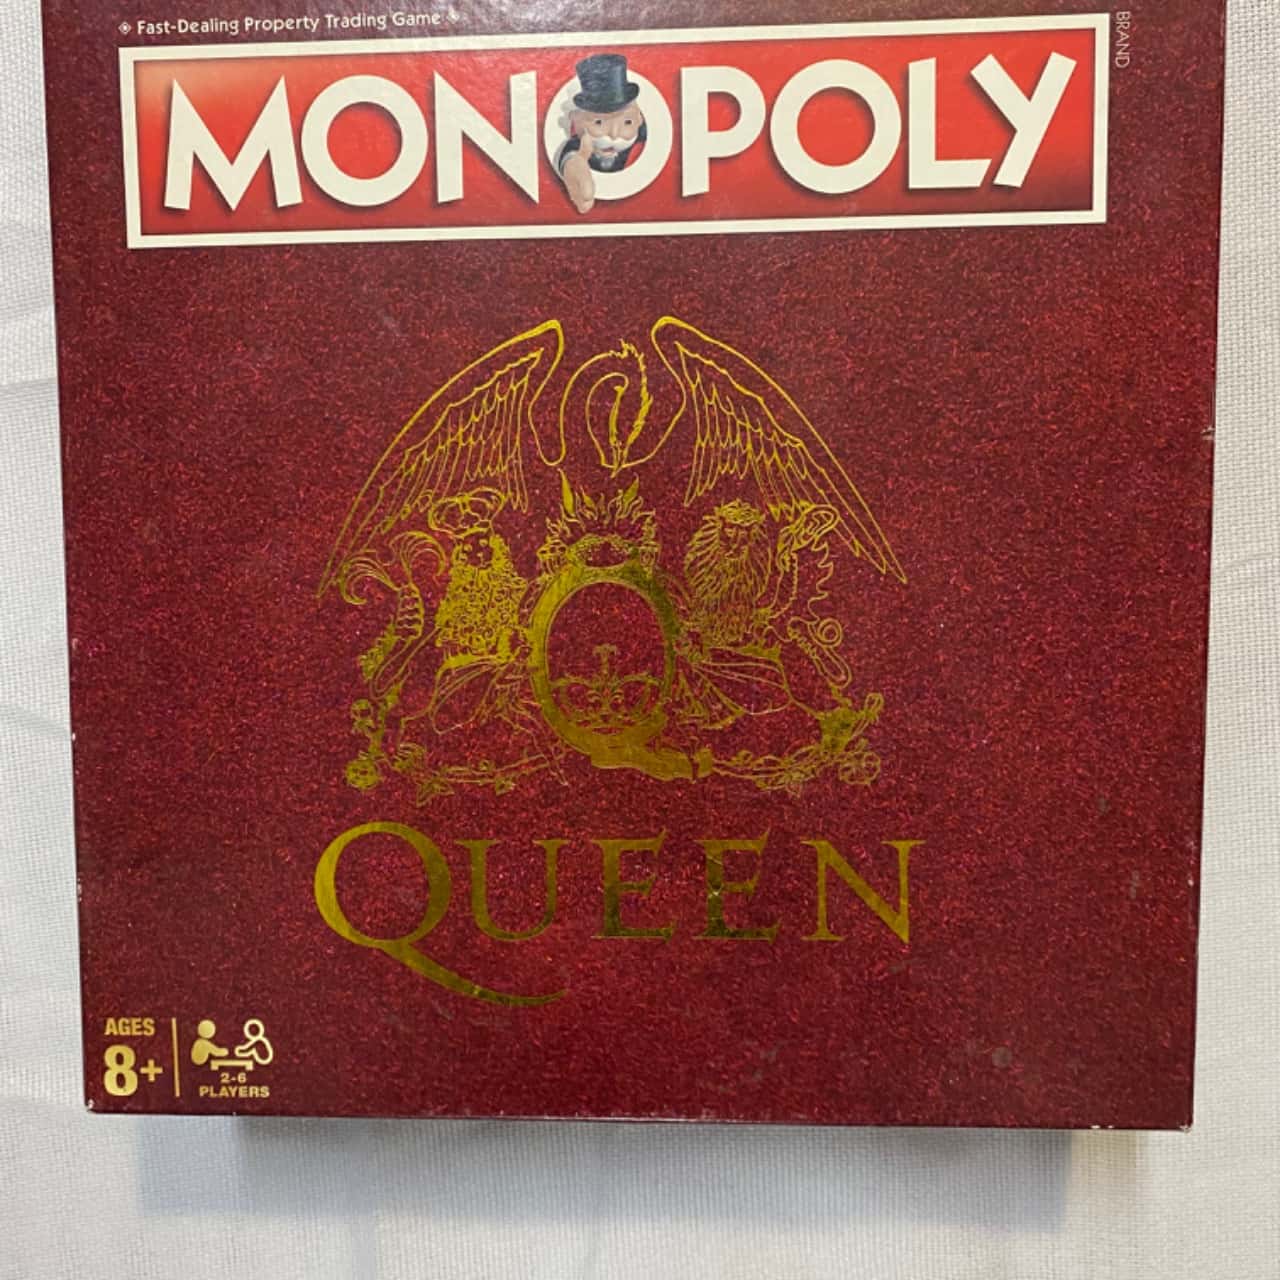 Fast-Dealing Property Trading Game
MONOPOLY
BRAND
QUEEN
AGES
8+
2-6
PLAYERS